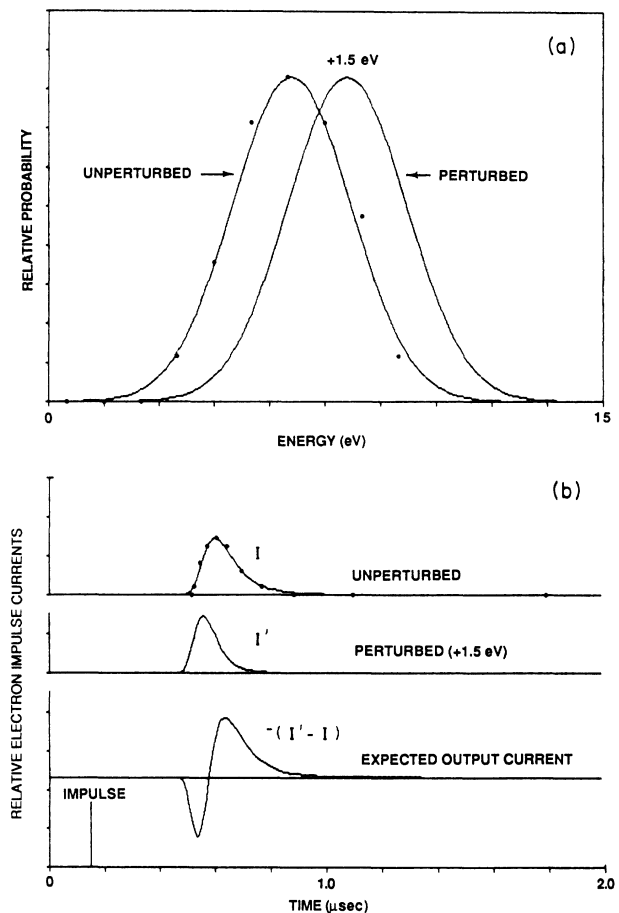 (a)
+1.5 eV
UNPERTURBED
PERTURBED
RELATIVE PROBABILITY
0
15
ENERGY (eV)
(b)
I
UNPERTURBED
I'
PERTURBED (+1.5 eV)
-(I'-I)
EXPECTED OUTPUT CURRENT
IMPULSE
RELATIVE ELECTRON IMPULSE CURRENTS
0
1.0
2.0
TIME (μsec)